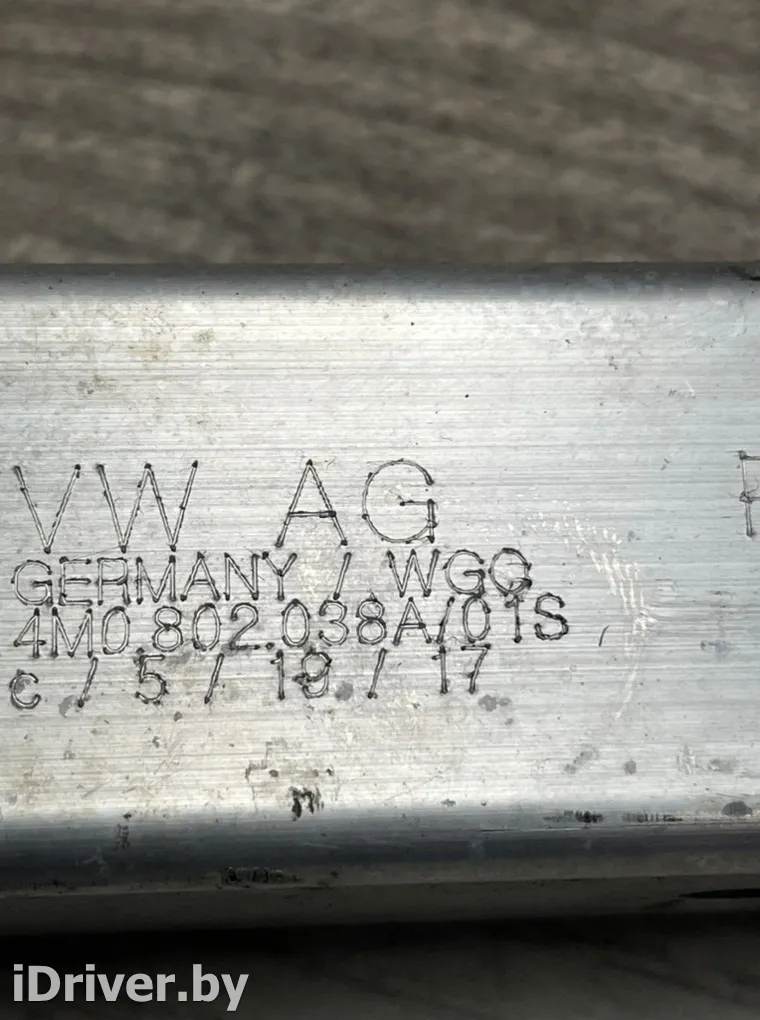 VW AG
GERMANY / WGG
4M0.802.038A/01S
c / 5 / 19 / 17
iDriver.by